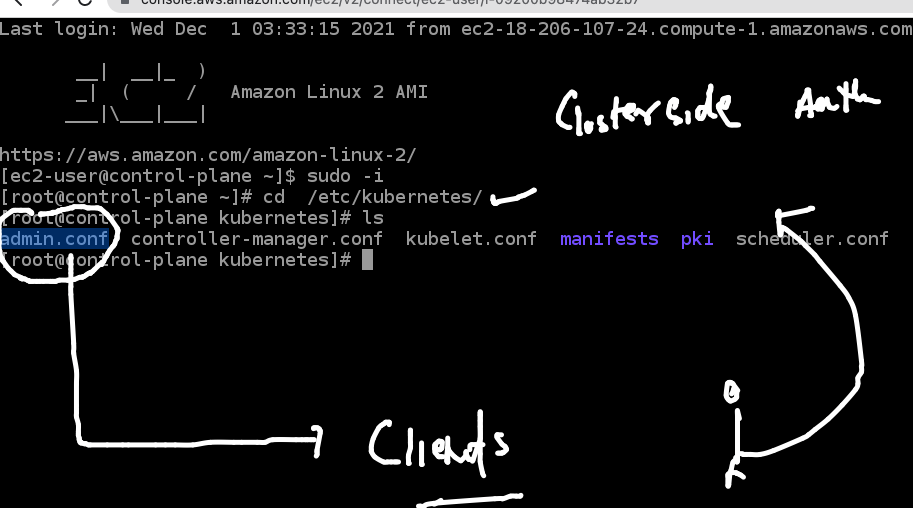 console.aws.amazon.com/ec2/v2/connect/ec2-user/i-09200b98474ab32b7
Last login: Wed Dec  1 03:33:15 2021 from ec2-18-206-107-24.compute-1.amazonaws.com
       __|  __|_  )
       _|  (     /   Amazon Linux 2 AMI
      ___|\___|___|
Clusterside Auth
https://aws.amazon.com/amazon-linux-2/
[ec2-user@control-plane ~]$ sudo -i
[root@control-plane ~]# cd  /etc/kubernetes/
[root@control-plane kubernetes]# ls
admin.conf  controller-manager.conf  kubelet.conf  manifests  pki  scheduler.conf
[root@control-plane kubernetes]#
Clients